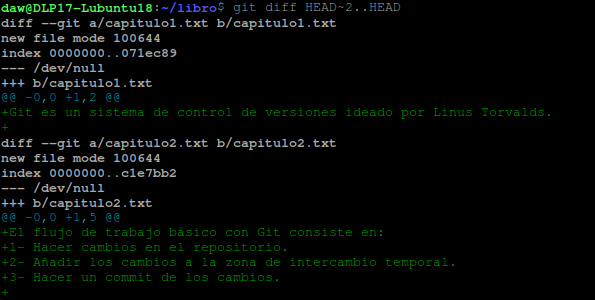 daw@DLP17-Lubuntu18:~/libro$ git diff HEAD~2..HEAD
diff --git a/capitulo1.txt b/capitulo1.txt
new file mode 100644
index 0000000..071ec89
--- /dev/null
+++ b/capitulo1.txt
@@ -0,0 +1,2 @@
+Git es un sistema de control de versiones ideado por Linus Torvalds.
+
diff --git a/capitulo2.txt b/capitulo2.txt
new file mode 100644
index 0000000..c1e7bb2
--- /dev/null
+++ b/capitulo2.txt
@@ -0,0 +1,5 @@
+El flujo de trabajo básico con Git consiste en:
+1- Hacer cambios en el repositorio.
+2- Añadir los cambios a la zona de intercambio temporal.
+3- Hacer un commit de los cambios.
+